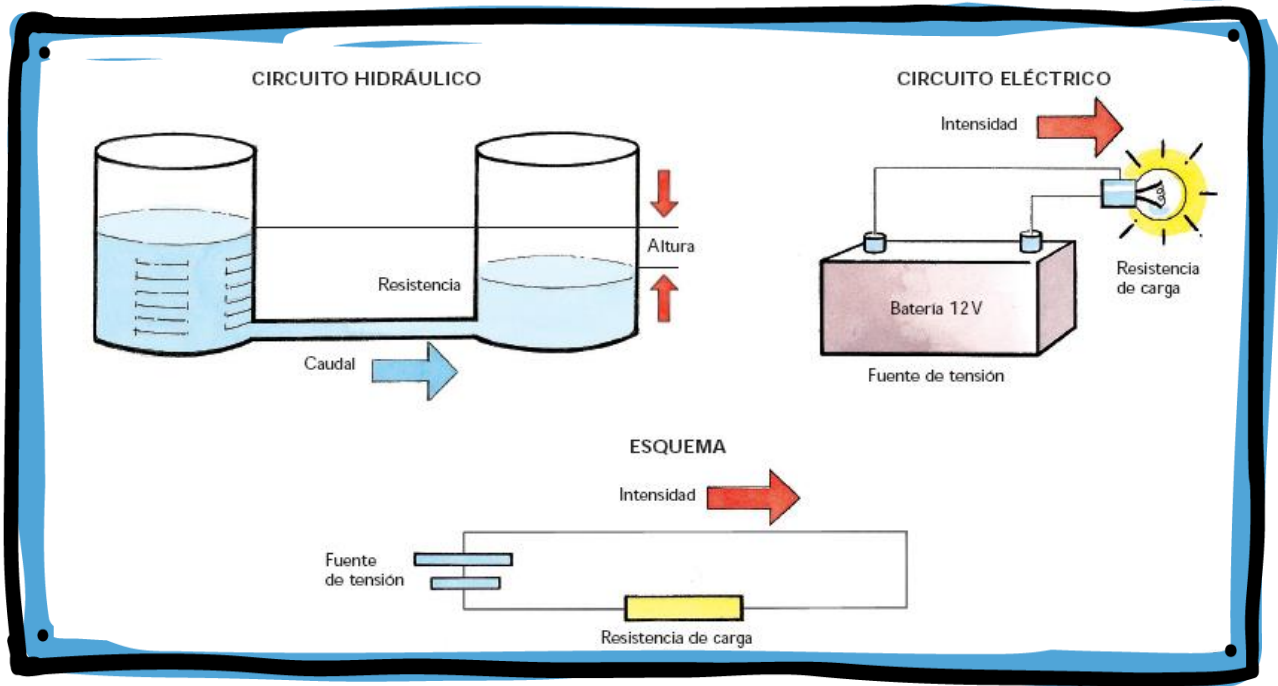 CIRCUITO HIDRÁULICO
Altura
Resistencia
Caudal
CIRCUITO ELÉCTRICO
Intensidad
Resistencia
de carga
Batería 12V
Fuente de tensión
ESQUEMA
Intensidad
Fuente
de tensión
Resistencia de carga